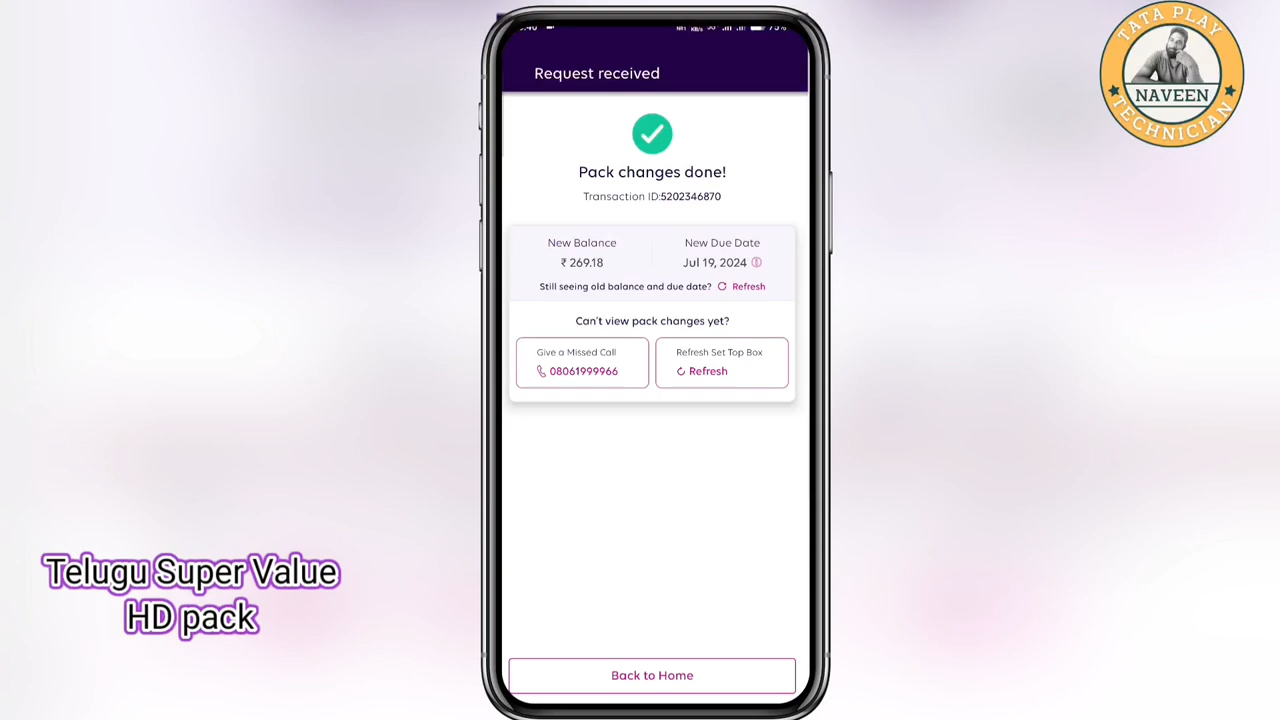 Request received
Pack changes done!
Transaction ID:5202346870
New Balance
₹ 269.18
New Due Date
Jul 19, 2024
Still seeing old balance and due date? Refresh
Can't view pack changes yet?
Give a Missed Call
08061999966
Refresh Set Top Box
Refresh
Back to Home
Telugu Super Value
HD pack
TATA PLAY
NAVEEN
TECHNICIAN